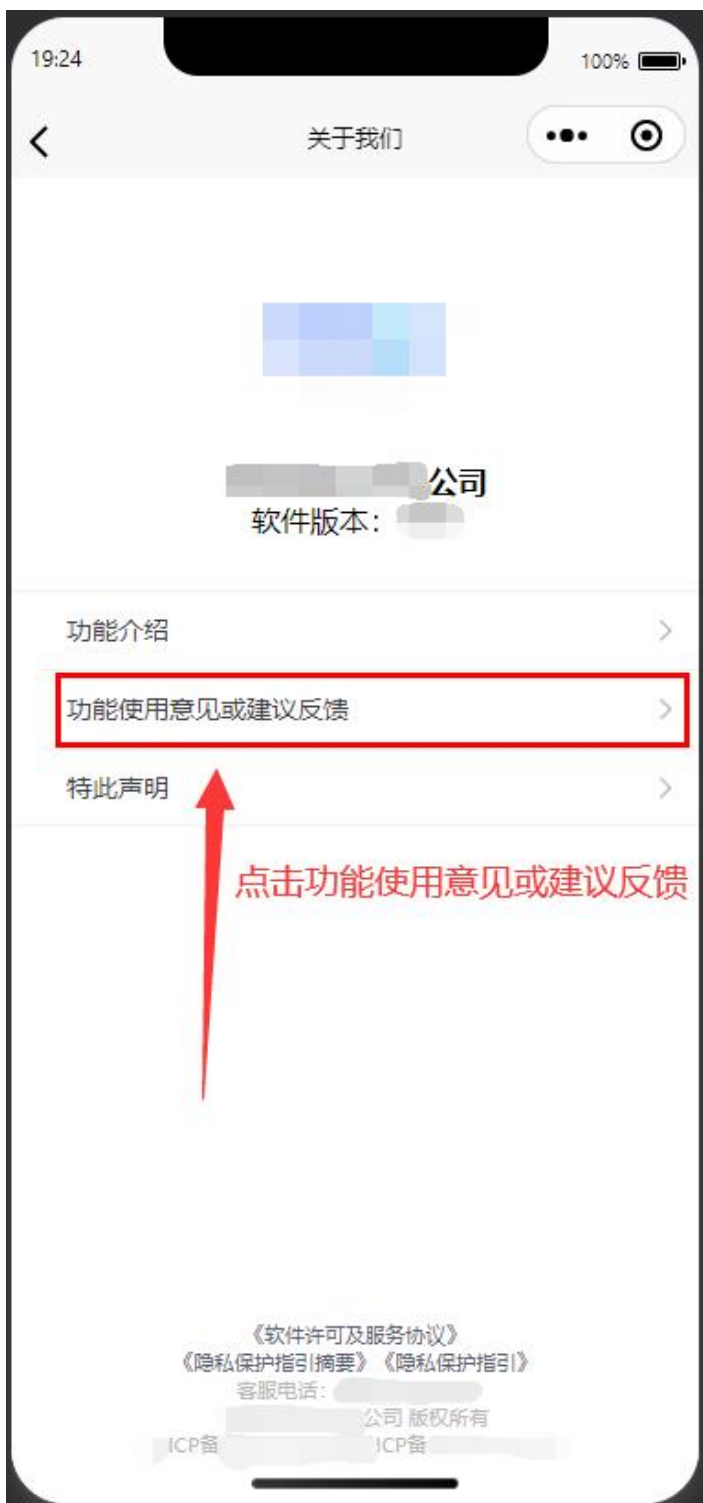 19:24
100%
关于我们
公司
软件版本：
功能介绍
功能使用意见或建议反馈
特此声明
点击功能使用意见或建议反馈
《软件许可及服务协议》
《隐私保护指引摘要》《隐私保护指引》
客服电话：
公司 版权所有
ICP备 ICP备